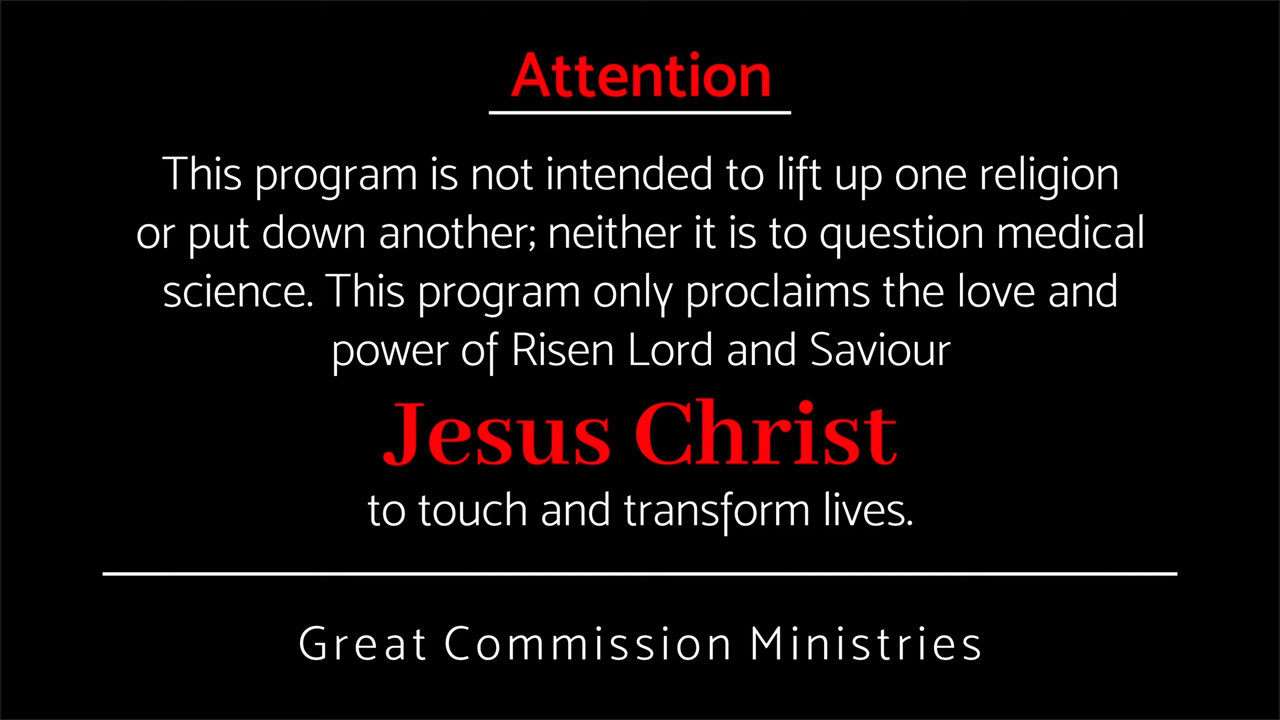 Attention
This program is not intended to lift up one religion
or put down another; neither it is to question medical
science. This program only proclaims the love and
power of Risen Lord and Saviour
Jesus Christ
to touch and transform lives.
Great Commission Ministries